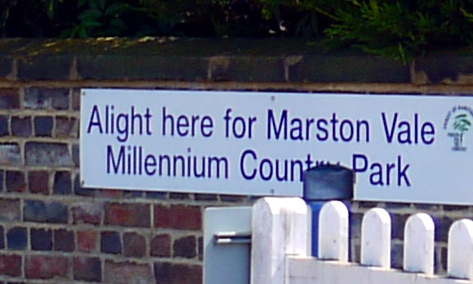 Alight here for Marston Vale
Millennium Country Park